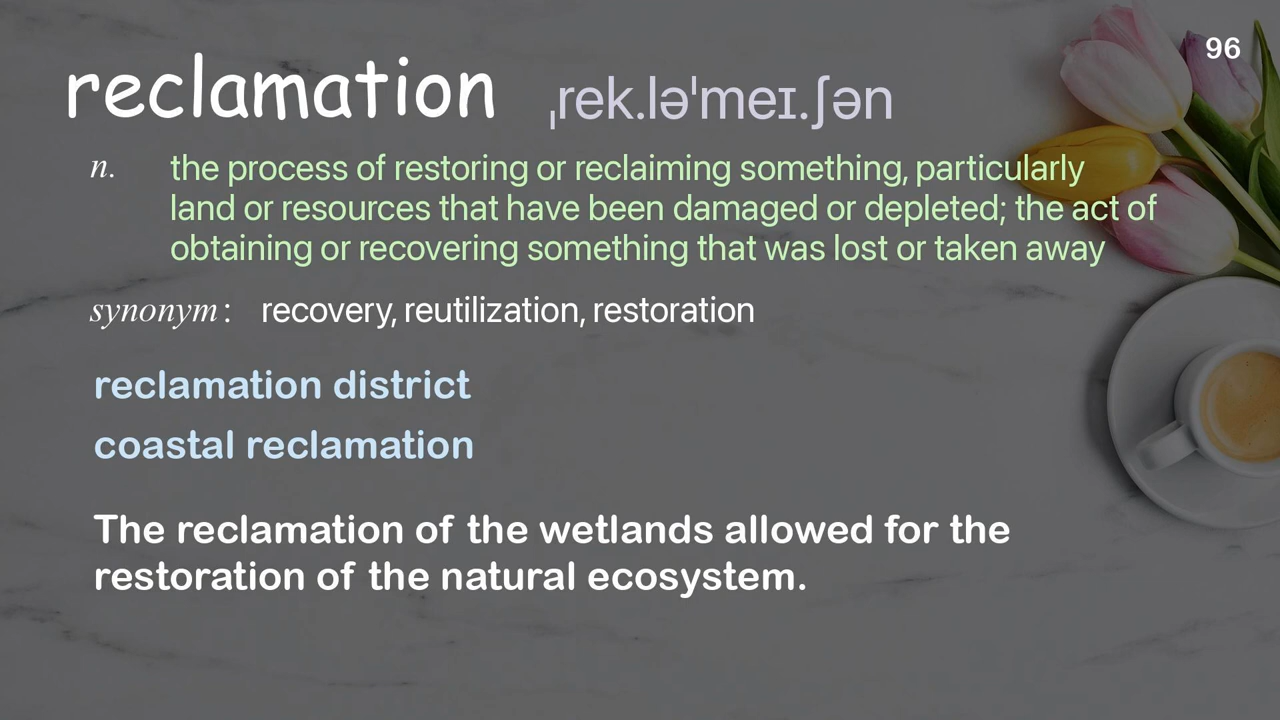 96
reclamation ˌrek.ləˈmeɪ.ʃən
n. the process of restoring or reclaiming something, particularly
land or resources that have been damaged or depleted; the act of
obtaining or recovering something that was lost or taken away
synonym: recovery, reutilization, restoration
reclamation district
coastal reclamation
The reclamation of the wetlands allowed for the
restoration of the natural ecosystem.